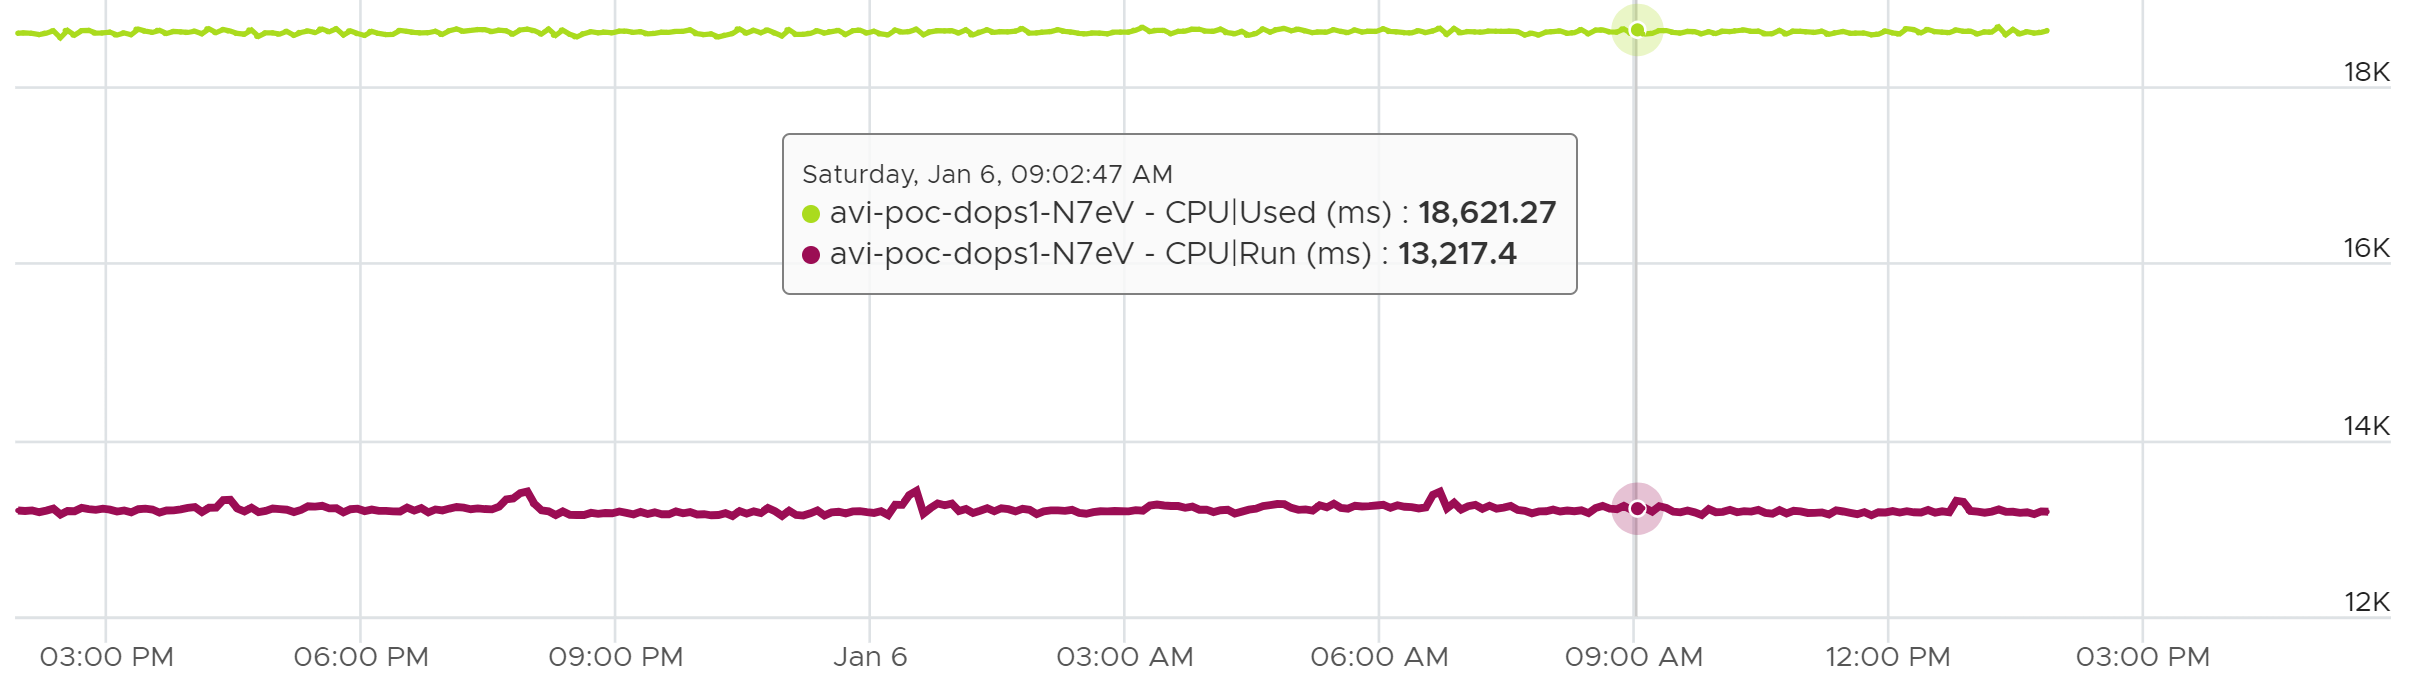 18K
Saturday, Jan 6, 09:02:47 AM
avi-poc-dops1-N7eV - CPU|Used (ms) : 18,621.27
avi-poc-dops1-N7eV - CPU|Run (ms) : 13,217.4
16K
14K
12K
03:00 PM 06:00 PM 09:00 PM Jan 6 03:00 AM 06:00 AM 09:00 AM 12:00 PM 03:00 PM